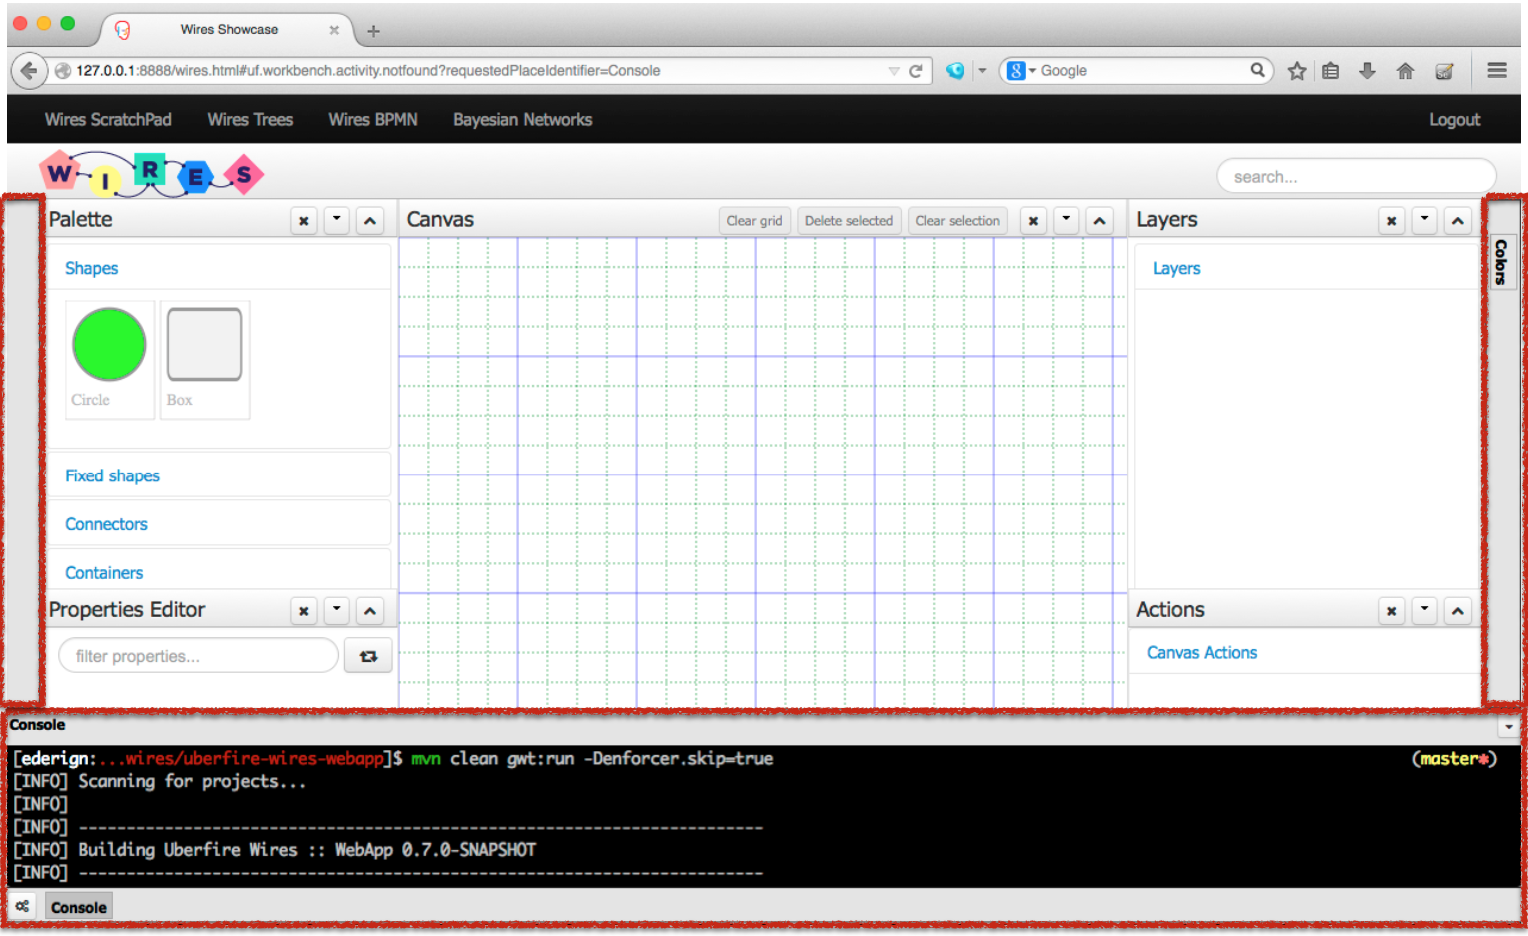 Wires Showcase
127.0.0.1:8888/wires.html#uf.workbench.activity.notfound?requestedPlaceIdentifier=Console
8
Google
Wires ScratchPad Wires Trees Wires BPMN Bayesian Networks Logout
W I R E S
search...
Palette
Canvas
Clear grid Delete selected Clear selection
Layers
Colors
Shapes
Layers
Circle Box
Fixed shapes
Connectors
Containers
Properties Editor
Actions
filter properties...
Canvas Actions
Console
[ederign:...wires/uberfire-wires-webapp]$ mvn clean gwt:run -Denforcer.skip=true (master*)
[INFO] Scanning for projects...
[INFO]
[INFO] ------------------------------------------------------------------------
[INFO] Building Uberfire Wires :: WebApp 0.7.0-SNAPSHOT
[INFO] ------------------------------------------------------------------------
Console